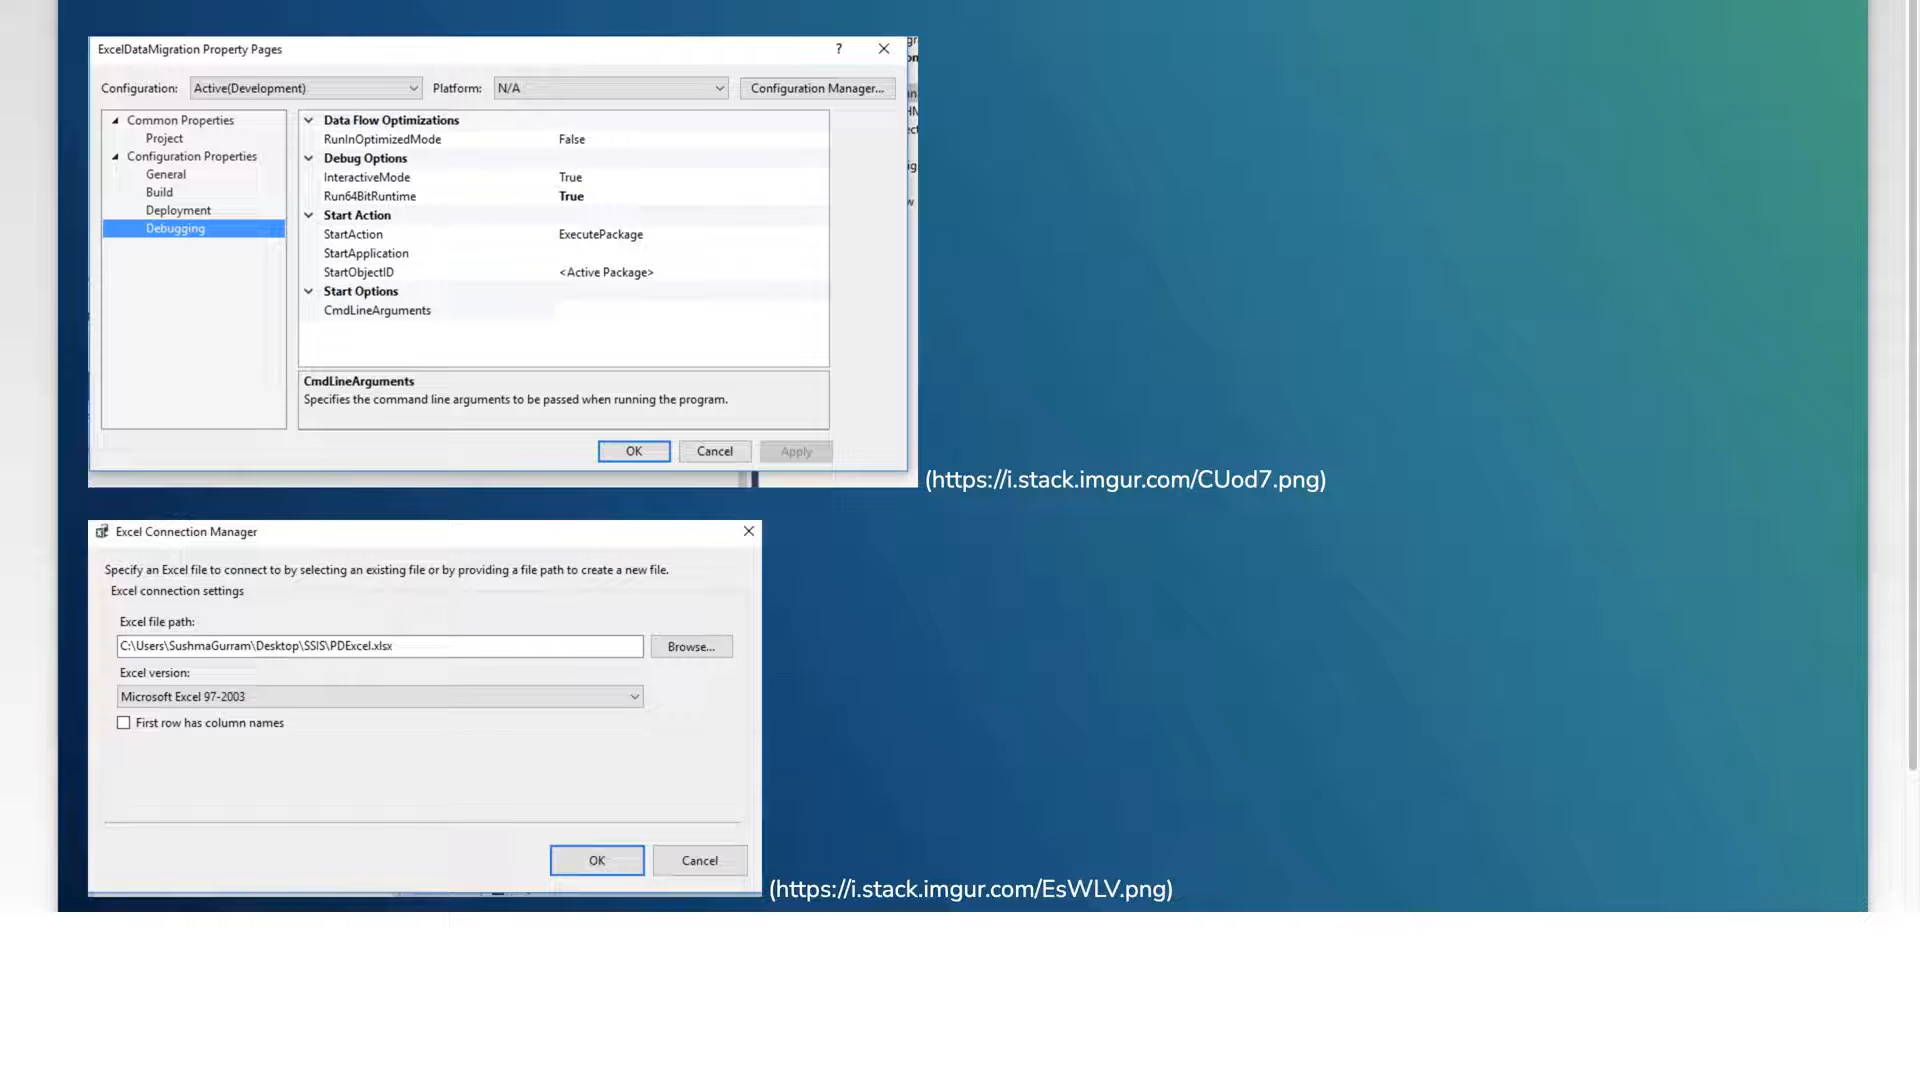 ExcelDataMigration Property Pages ?
Configuration: Active(Development) Platform: N/A Configuration Manager...
Common Properties
Project
Configuration Properties
General
Build
Deployment
Debugging
Data Flow Optimizations
RunInOptimizedMode False
Debug Options
InteractiveMode True
Run64BitRuntime True
Start Action
StartAction ExecutePackage
StartApplication
StartObjectID <Active Package>
Start Options
CmdLineArguments
CmdLineArguments
Specifies the command line arguments to be passed when running the program.
OK Cancel Apply
(https://i.stack.imgur.com/CUod7.png)
Excel Connection Manager
Specify an Excel file to connect to by selecting an existing file or by providing a file path to create a new file.
Excel connection settings
Excel file path:
C:\Users\SushmaGurram\Desktop\SSIS\PDExcel.xlsx Browse...
Excel version:
Microsoft Excel 97-2003
First row has column names
OK Cancel
(https://i.stack.imgur.com/EsWLV.png)